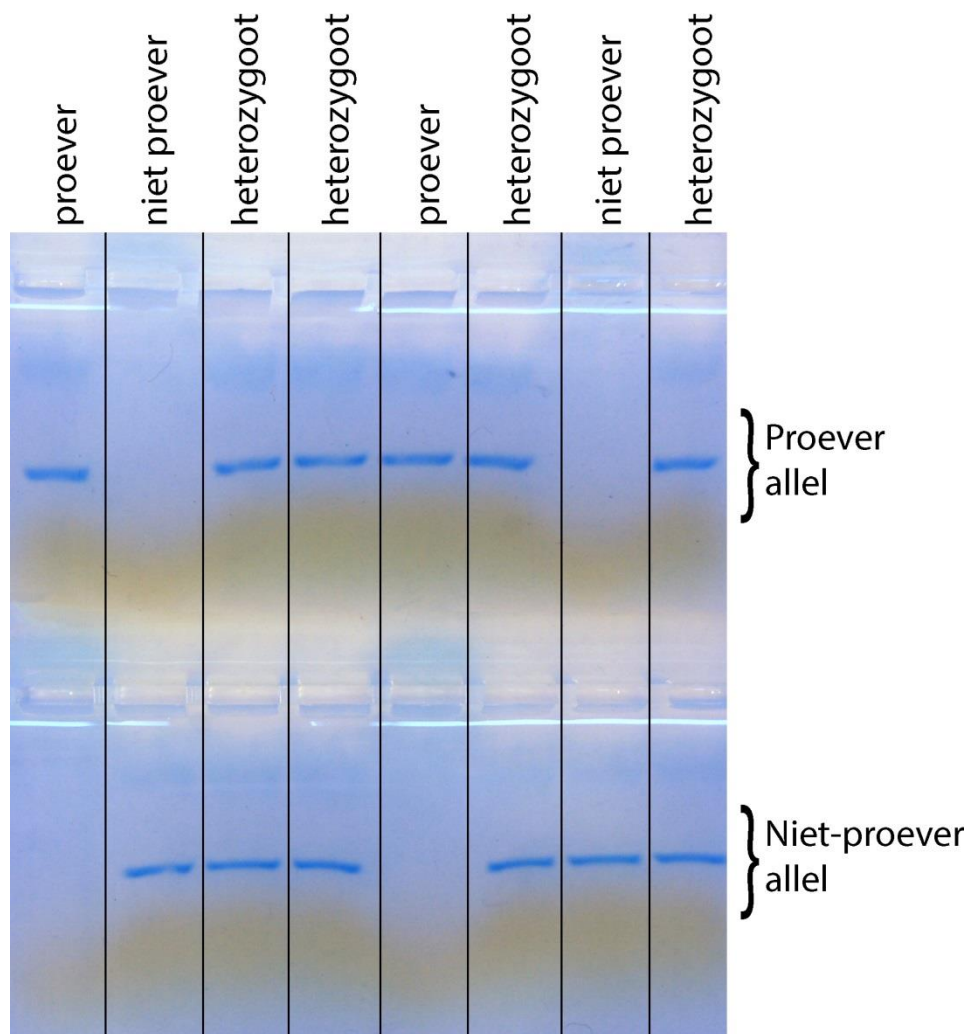 proever
niet proever
heterozygoot
heterozygoot
proever
heterozygoot
niet proever
heterozygoot
Proever
allel
Niet-proever
allel